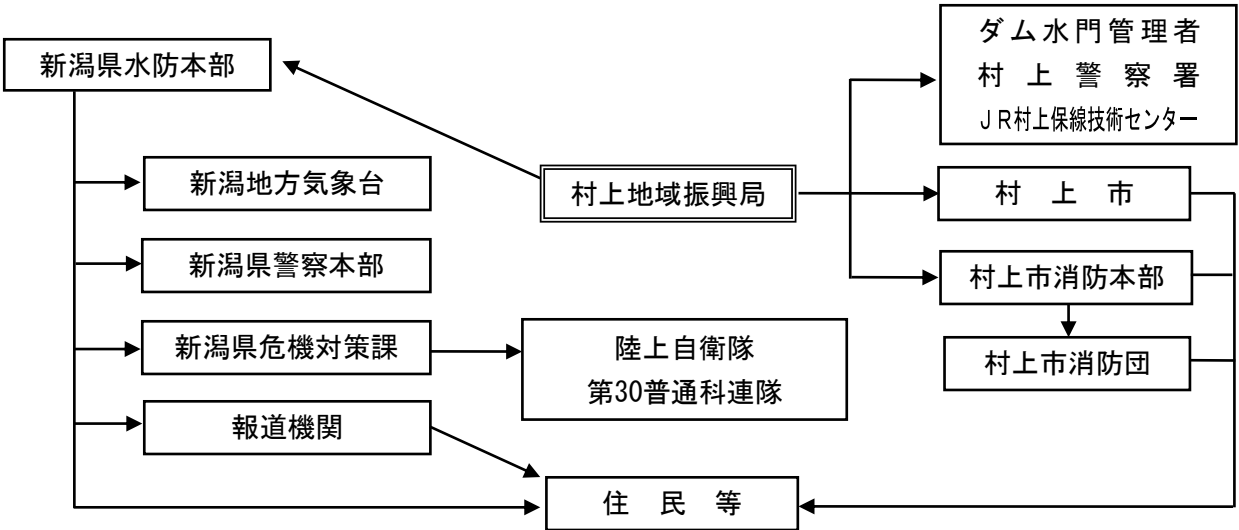 新潟県水防本部
ダム水門管理者
村上警察署
JR村上保線技術センター
新潟地方気象台
村上地域振興局
村上市
新潟県警察本部
村上市消防本部
新潟県危機対策課
陸上自衛隊
第30普通科連隊
村上市消防団
報道機関
住民等